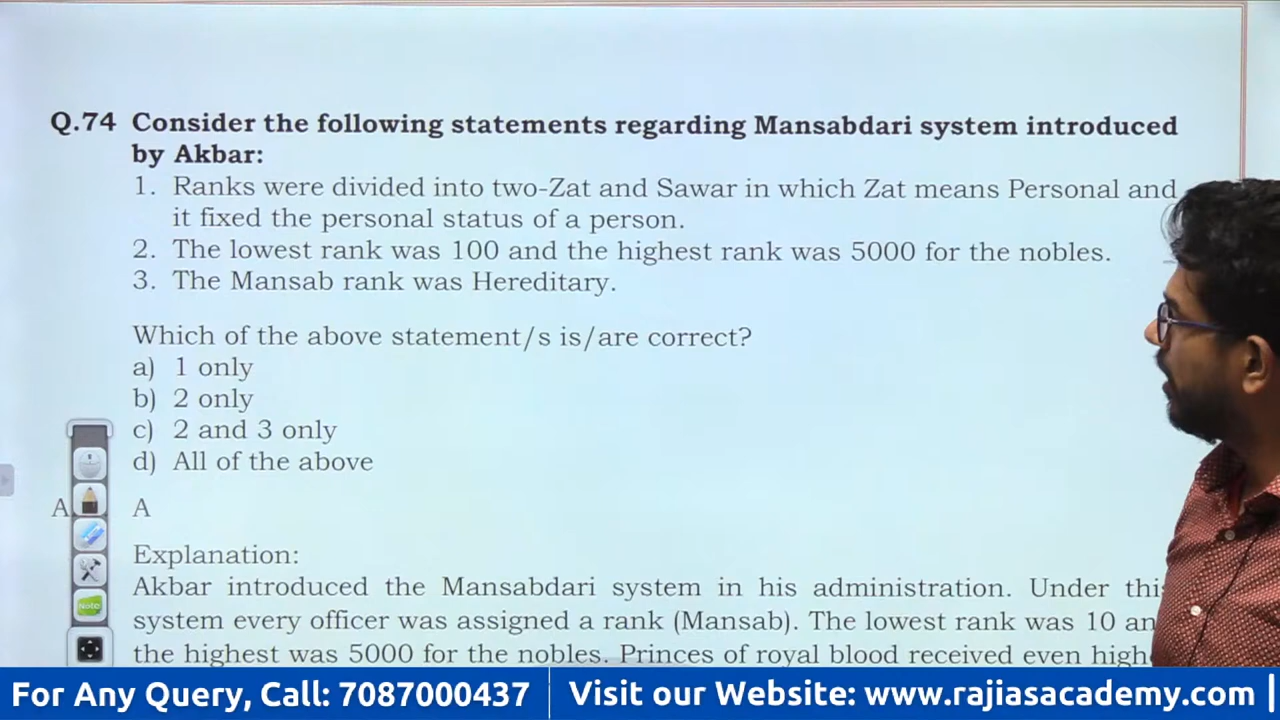 Q.74 Consider the following statements regarding Mansabdari system introduced
by Akbar:
1. Ranks were divided into two-Zat and Sawar in which Zat means Personal and
it fixed the personal status of a person.
2. The lowest rank was 100 and the highest rank was 5000 for the nobles.
3. The Mansab rank was Hereditary.
Which of the above statement/s is/are correct?
a) 1 only
b) 2 only
c) 2 and 3 only
d) All of the above
A A
Explanation:
Akbar introduced the Mansabdari system in his administration. Under
system every officer was assigned a rank (Mansab). The lowest rank was 10
the highest was 5000 for the nobles. Princes of royal blood received even
Note
For Any Query, Call: 7087000437 Visit our Website: www.rajiasacademy.com |